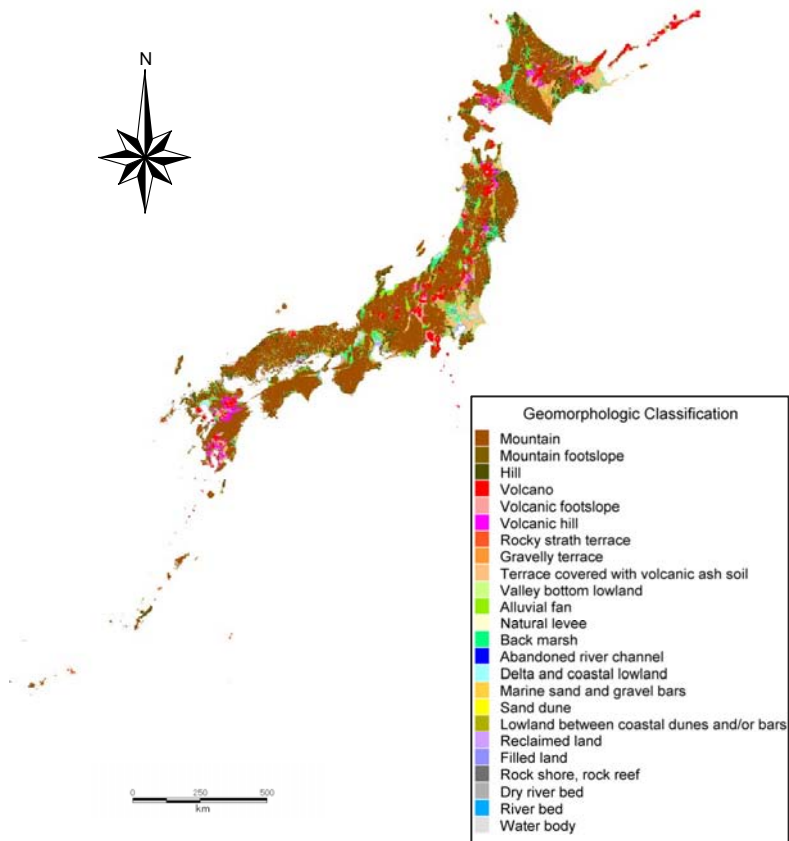 N
Geomorphologic Classification
Mountain
Mountain footslope
Hill
Volcano
Volcanic footslope
Volcanic hill
Rocky strath terrace
Gravelly terrace
Terrace covered with volcanic ash soil
Valley bottom lowland
Alluvial fan
Natural levee
Back marsh
Abandoned river channel
Delta and coastal lowland
Marine sand and gravel bars
Sand dune
Lowland between coastal dunes and/or bars
Reclaimed land
Filled land
Rock shore, rock reef
Dry river bed
River bed
Water body
0 250 500
km